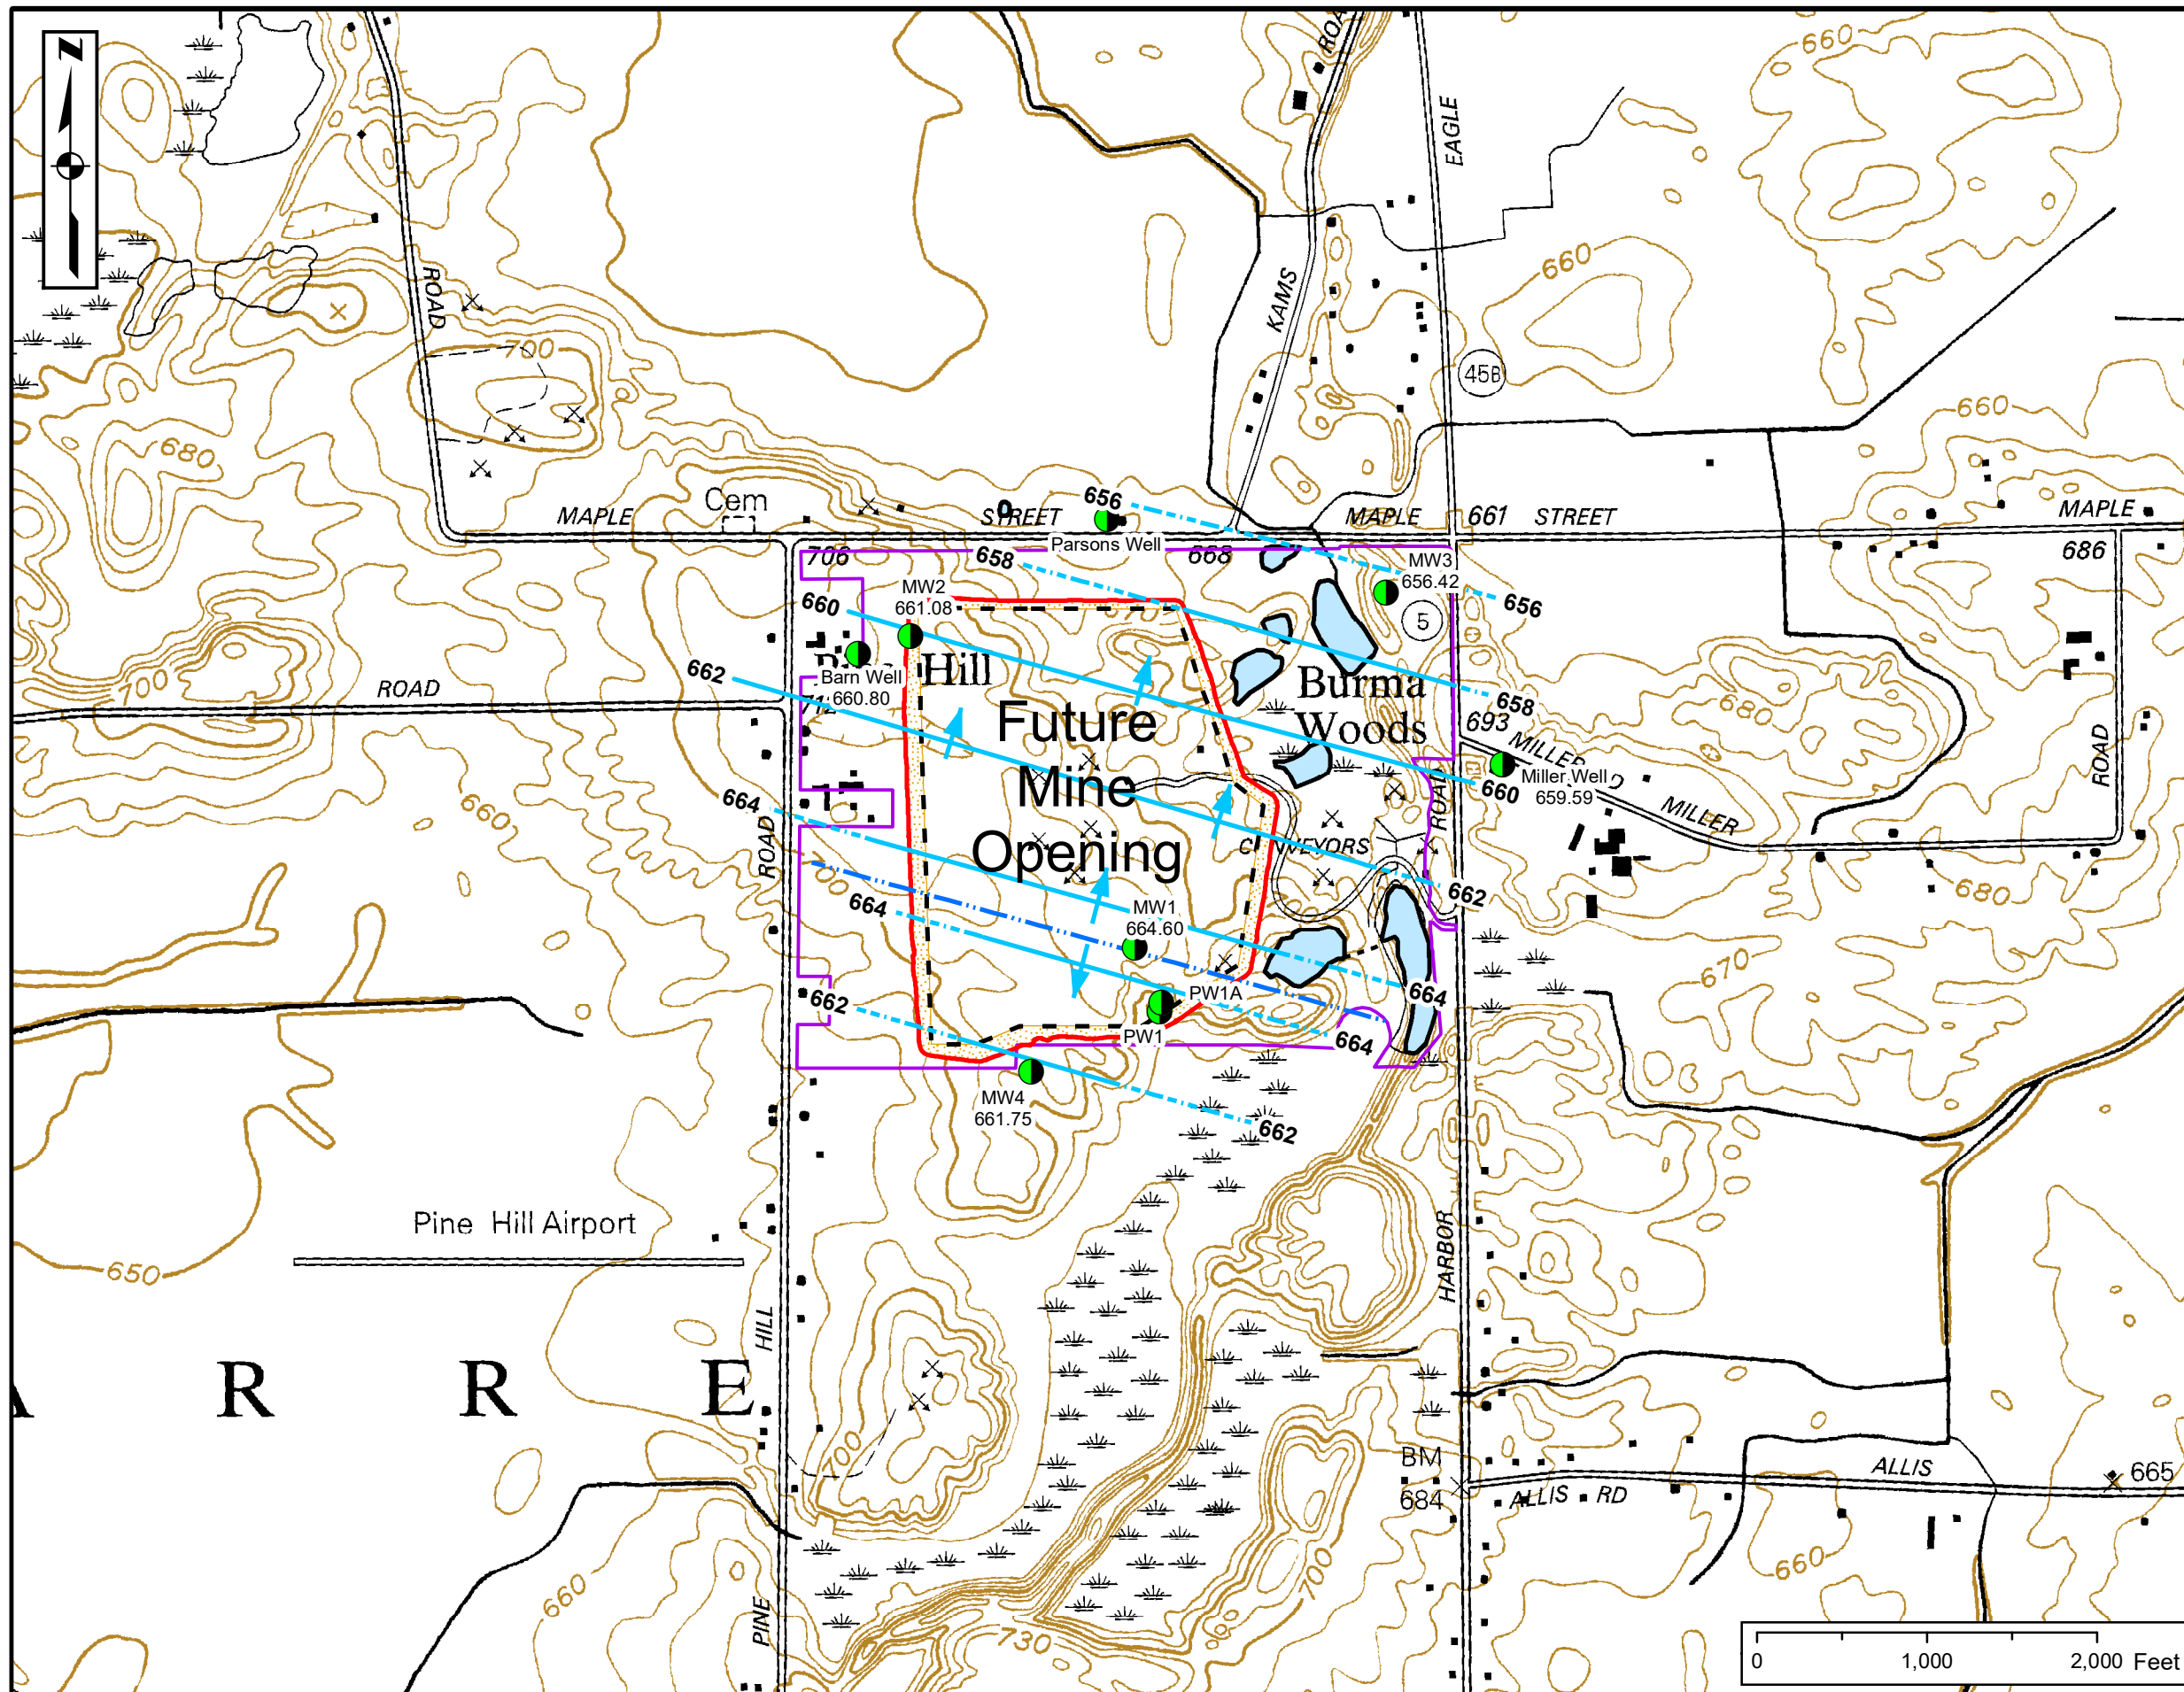 N
ROAD
660
EAGLE
660
KAMS
ROAD
45B
700
660
680
656
Cem
MAPLE
STREET
MAPLE
661
STREET
MAPLE
Parsons Well
706
658
668
686
MW3
656.42
656
MW2
661.08
660
5
Hill
662
Barn Well
660.80
Burma
Woods
ROAD
700
658
680
693
Future
Mine
Opening
MILLER
ROAD
Miller Well
659.59
660
664
660
ROAD
ROAD
MILLER
700
662
680
664
MW1
664.60
670
664
PW1A
662
PW1
664
MW4
661.75
662
Pine Hill Airport
650
HARBOR
HILL
R R E
700
BM
684
ALLIS
665
ALLIS RD
660
660
700
PINE
730
0 1,000 2,000 Feet